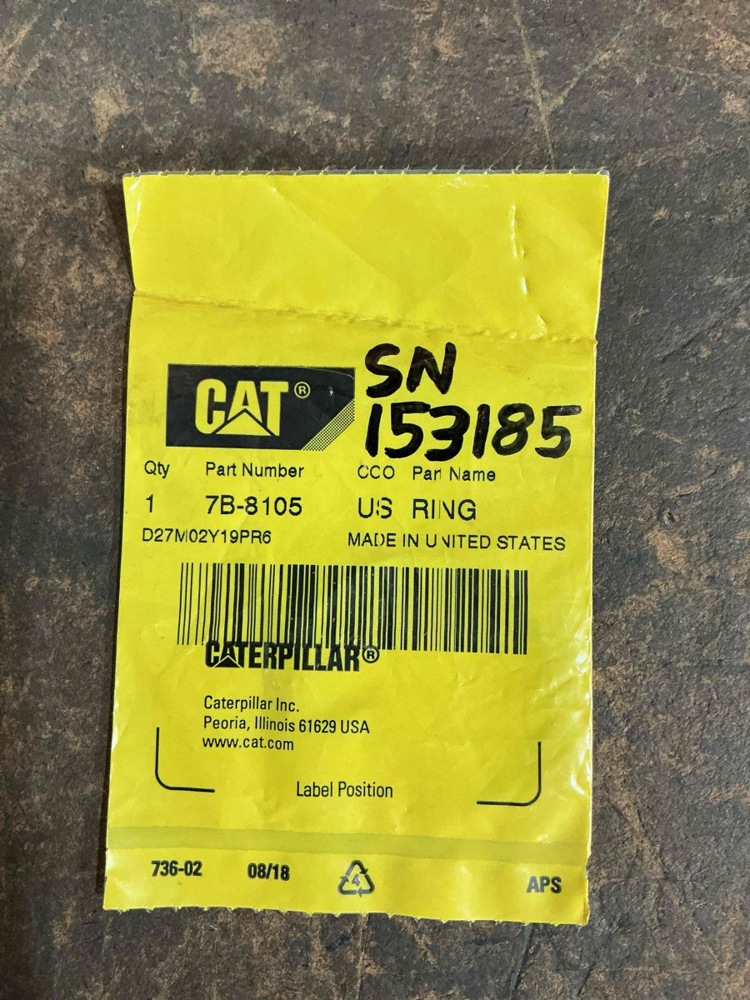 CAT®
SN
153185
Qty Part Number CCO Part Name
1 7B-8105 US RING
D27M02Y19PR6 MADE IN UNITED STATES
CATERPILLAR®
Caterpillar Inc.
Peoria, Illinois 61629 USA
www.cat.com
Label Position
736-02 08/18 4 APS